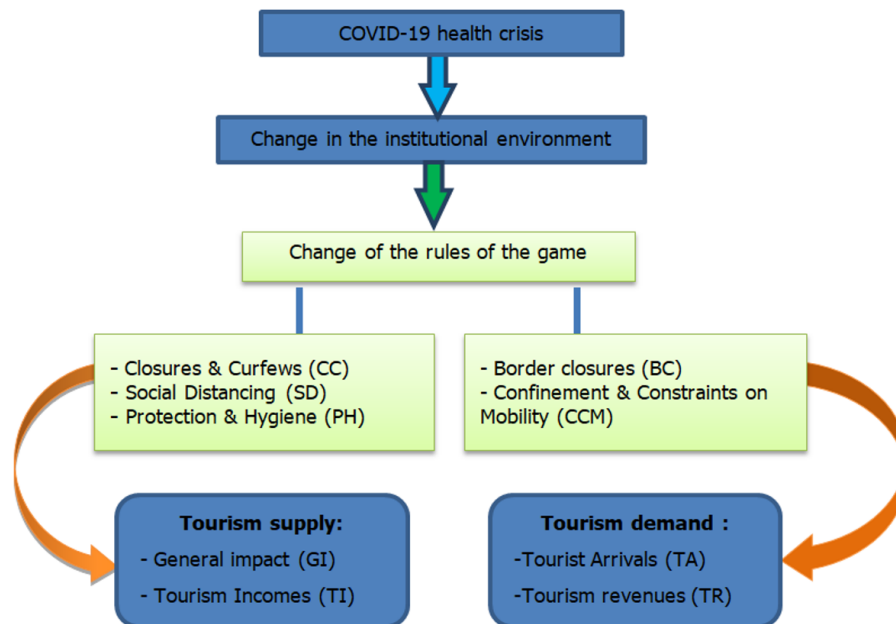 COVID-19 health crisis
Change in the institutional environment
Change of the rules of the game
- Closures & Curfews (CC)
- Social Distancing (SD)
- Protection & Hygiene (PH)
- Border closures (BC)
- Confinement & Constraints on
Mobility (CCM)
Tourism supply:
- General impact (GI)
- Tourism Incomes (TI)
Tourism demand :
-Tourist Arrivals (TA)
-Tourism revenues (TR)